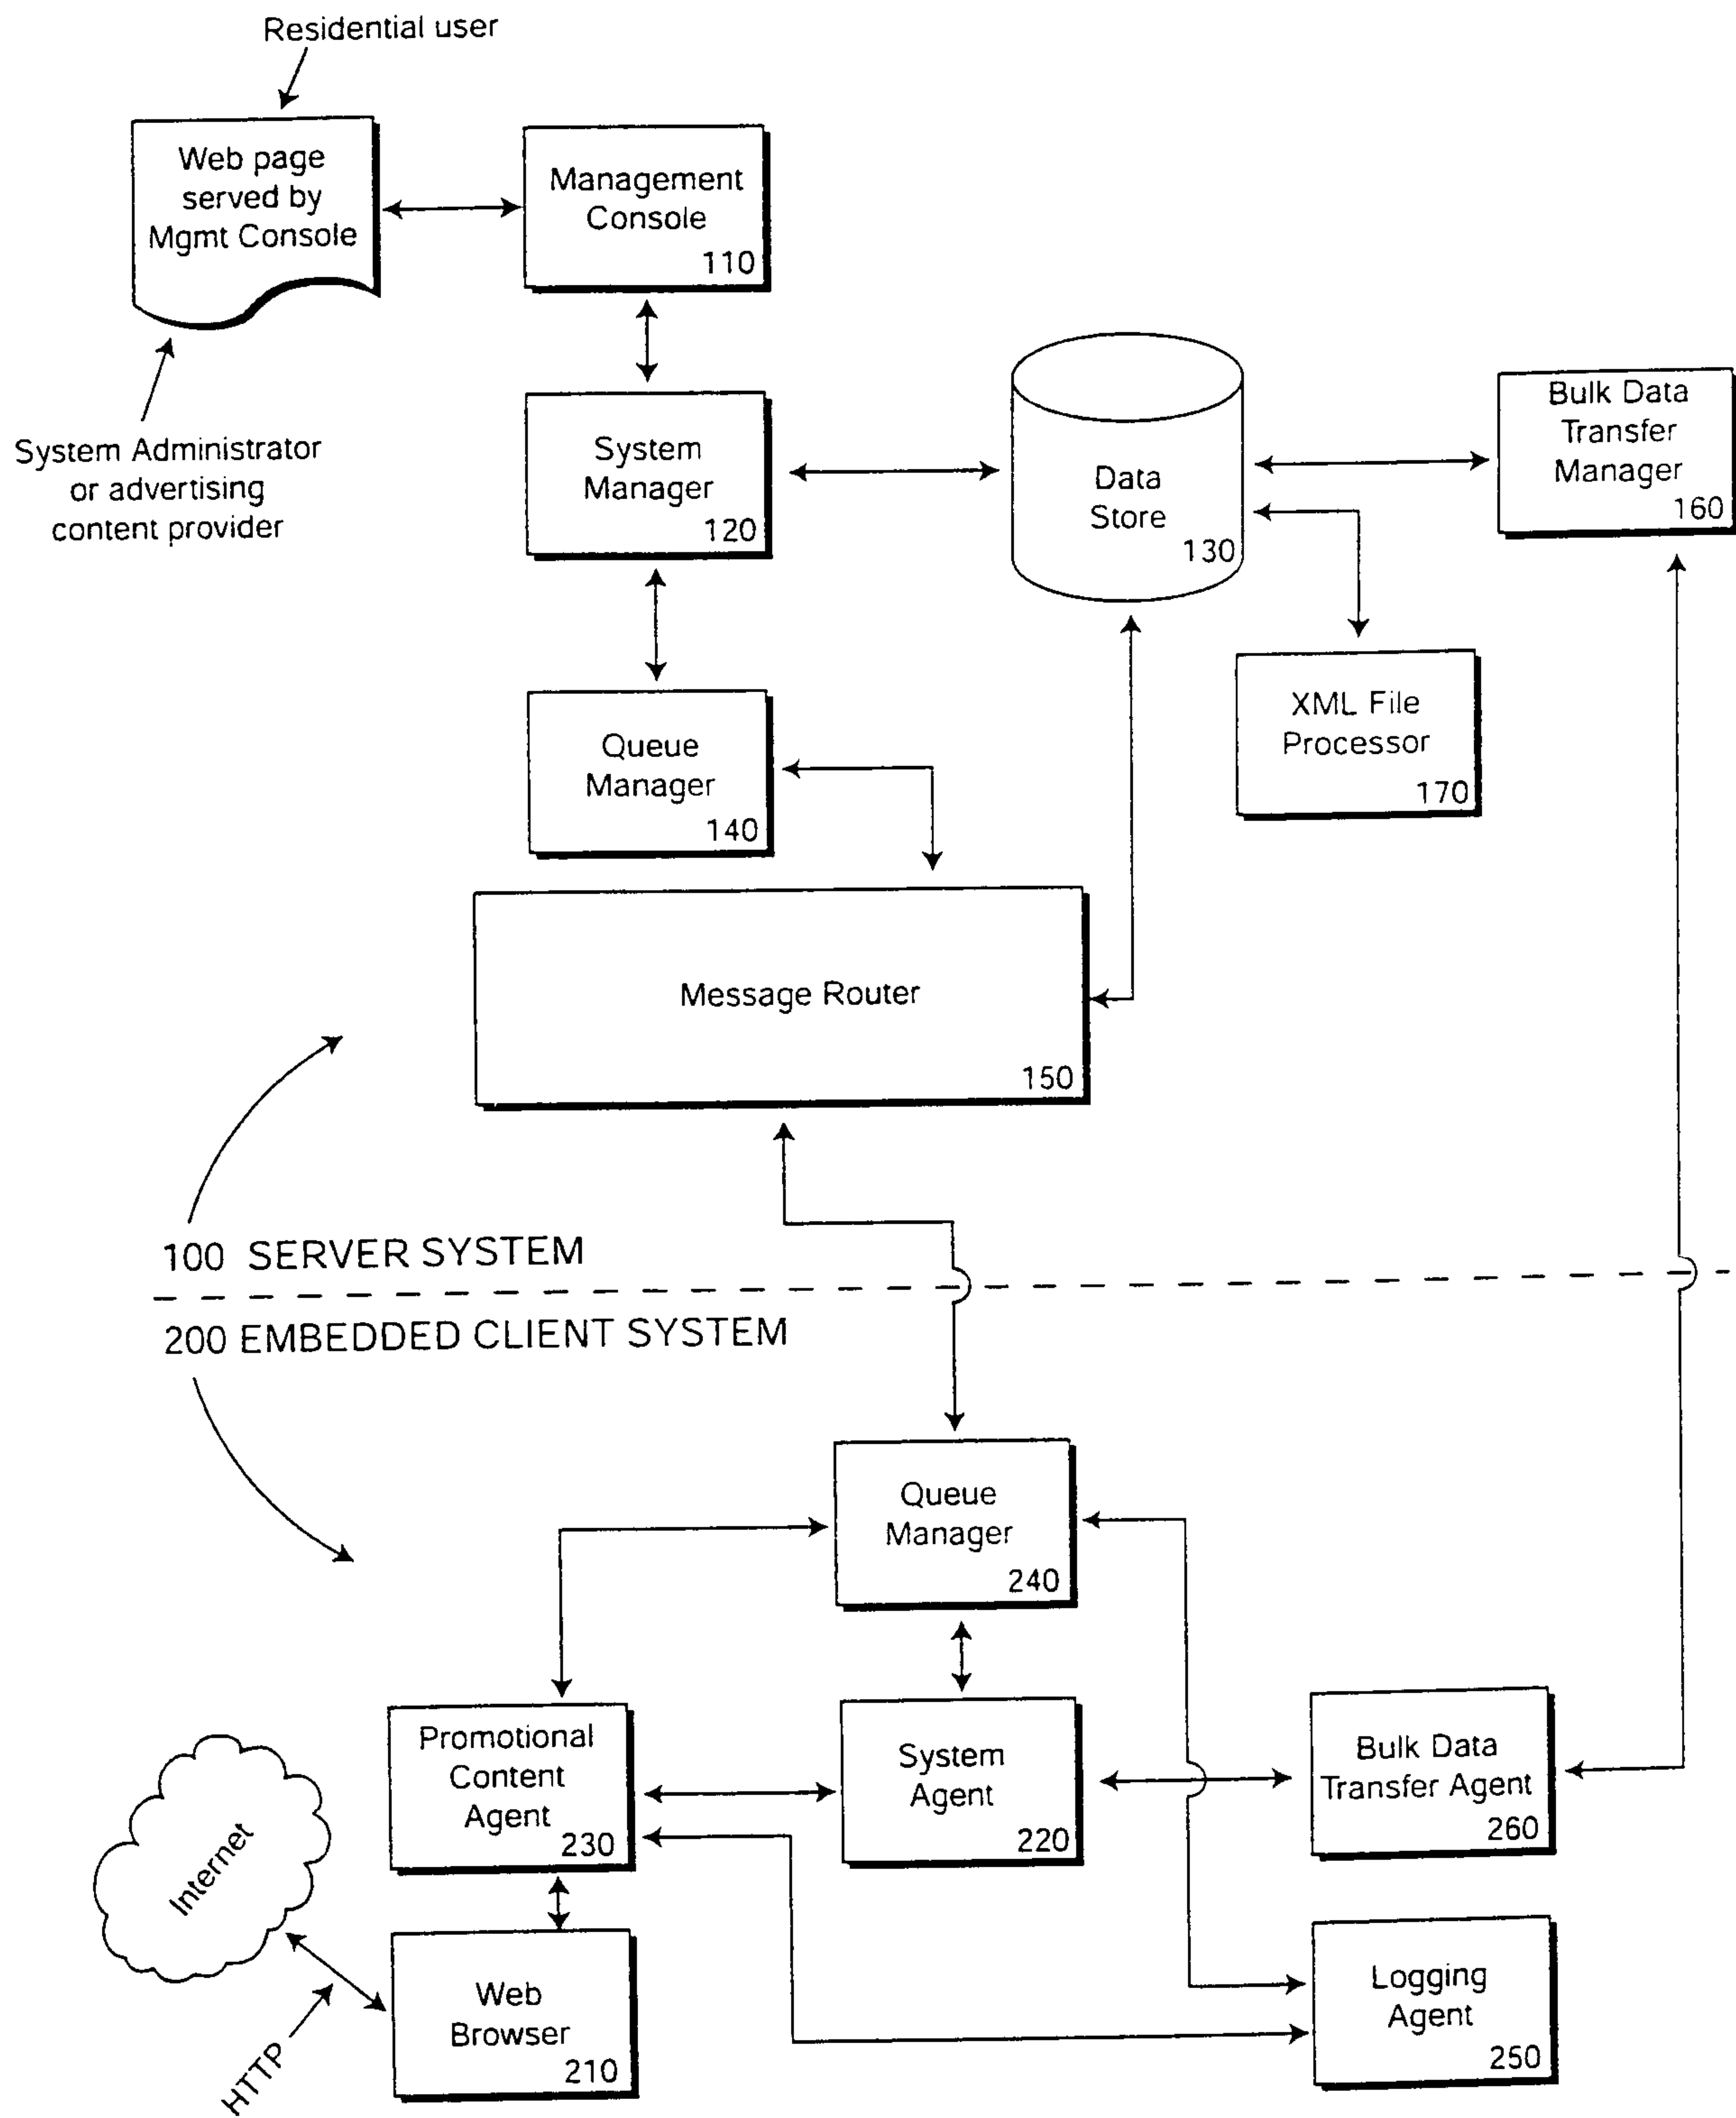 Residential user
Web page
served by
Mgmt Console
Management
Console
110
System Administrator
or advertising
content provider
System
Manager
120
Data
Store
130
Bulk Data
Transfer
Manager
160
Queue
Manager
140
XML File
Processor
170
Message Router
150
100 SERVER SYSTEM
200 EMBEDDED CLIENT SYSTEM
Queue
Manager
240
Promotional
Content
Agent
230
System
Agent
220
Bulk Data
Transfer Agent
260
Internet
HTTP
Web
Browser
210
Logging
Agent
250